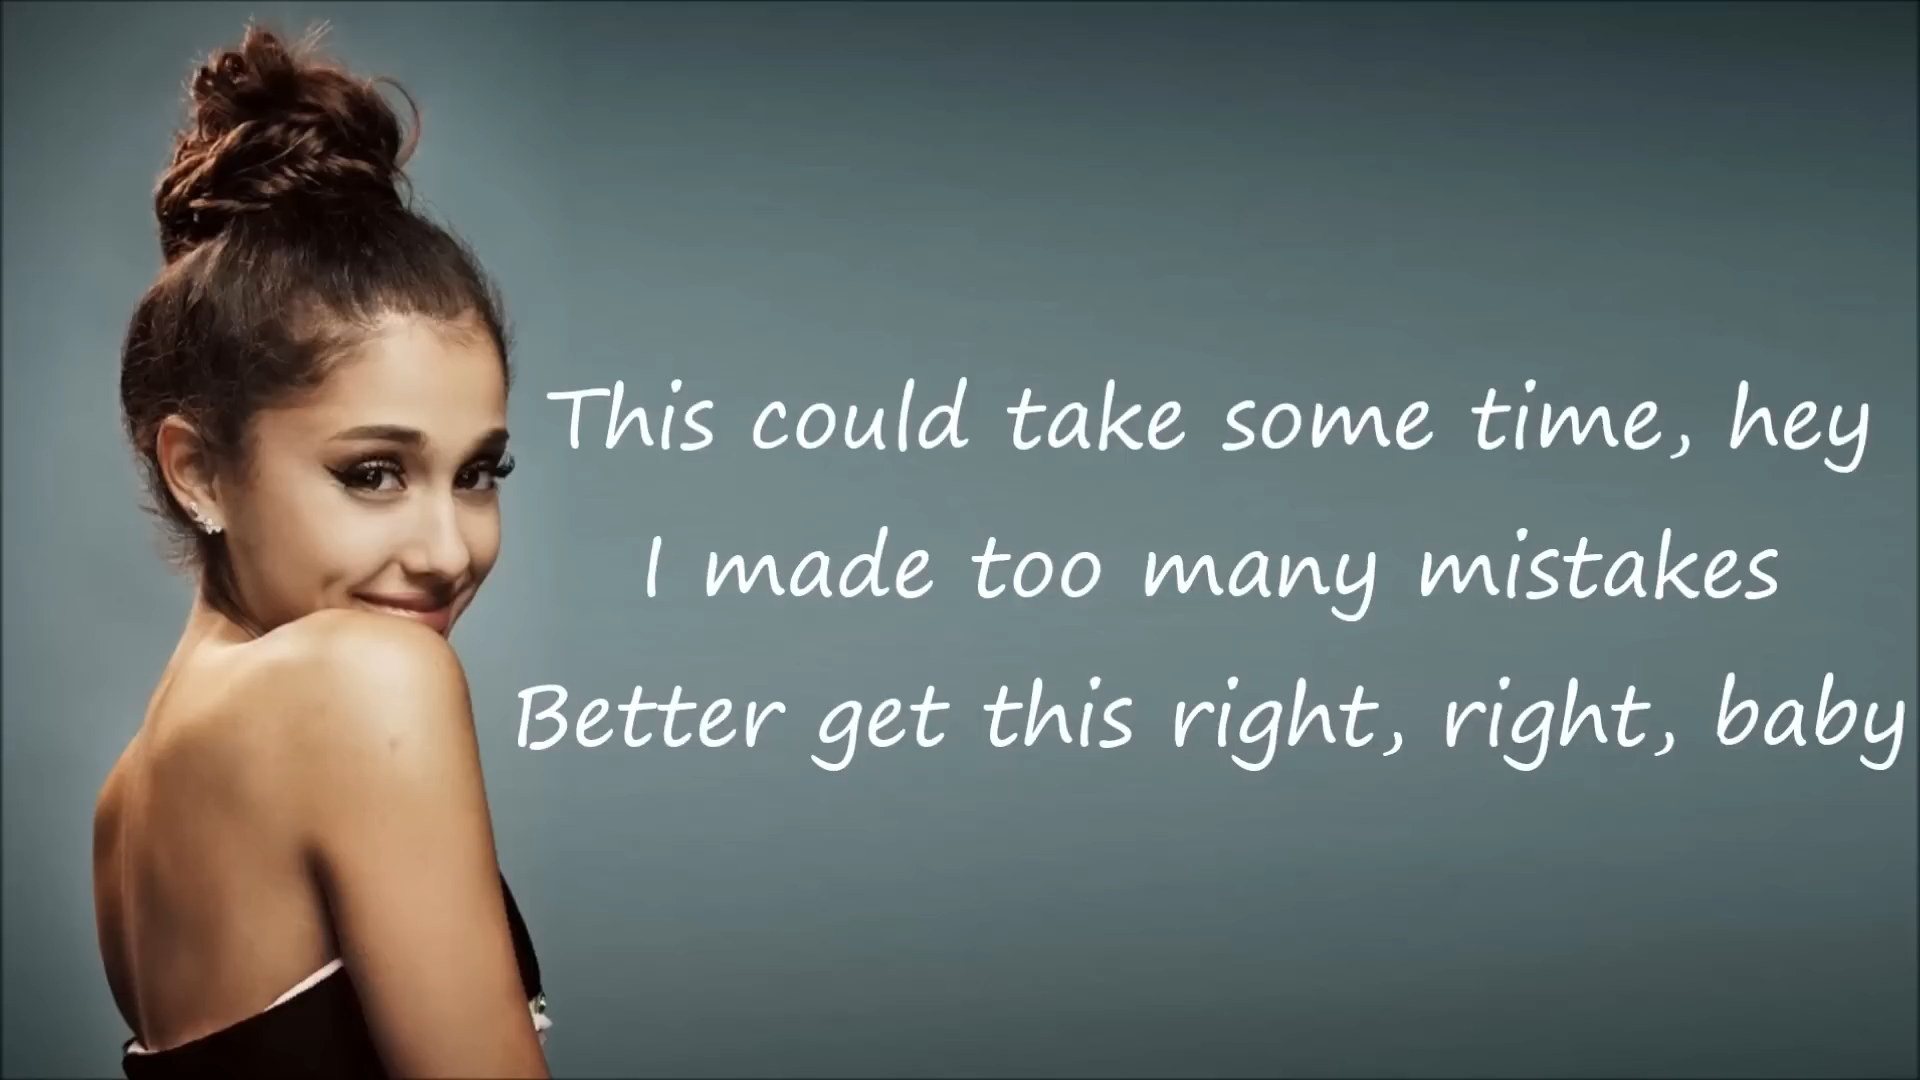 This could take some time, hey
I made too many mistakes
Better get this right, right, baby